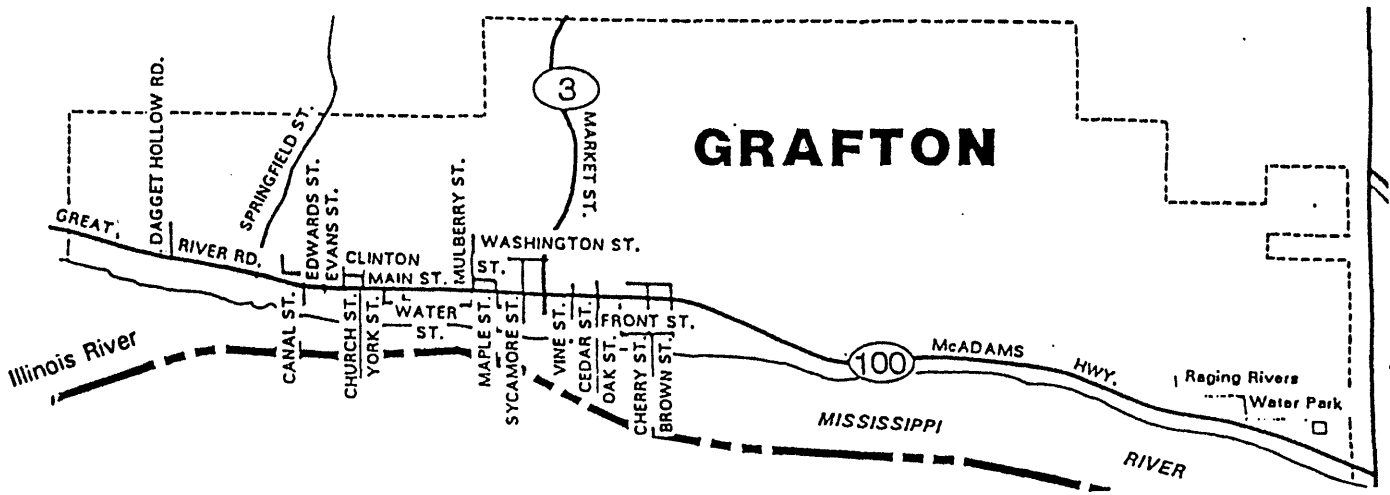 GRAFTON
3
MARKET ST.
DAGGET HOLLOW RD.
SPRINGFIELD ST.
GREAT
RIVER RD.
EDWARDS ST.
EVANS ST.
CLINTON
ST.
MAIN ST.
MULBERRY ST.
WASHINGTON ST.
CANAL ST.
CHURCH ST.
YORK ST.
WATER
ST.
MAPLE ST.
SYCAMORE ST.
VINE ST.
CEDAR ST.
OAK ST.
FRONT ST.
CHERRY ST.
BROWN ST.
100
McADAMS
HWY.
Raging Rivers
Water Park
Illinois River
MISSISSIPPI
RIVER